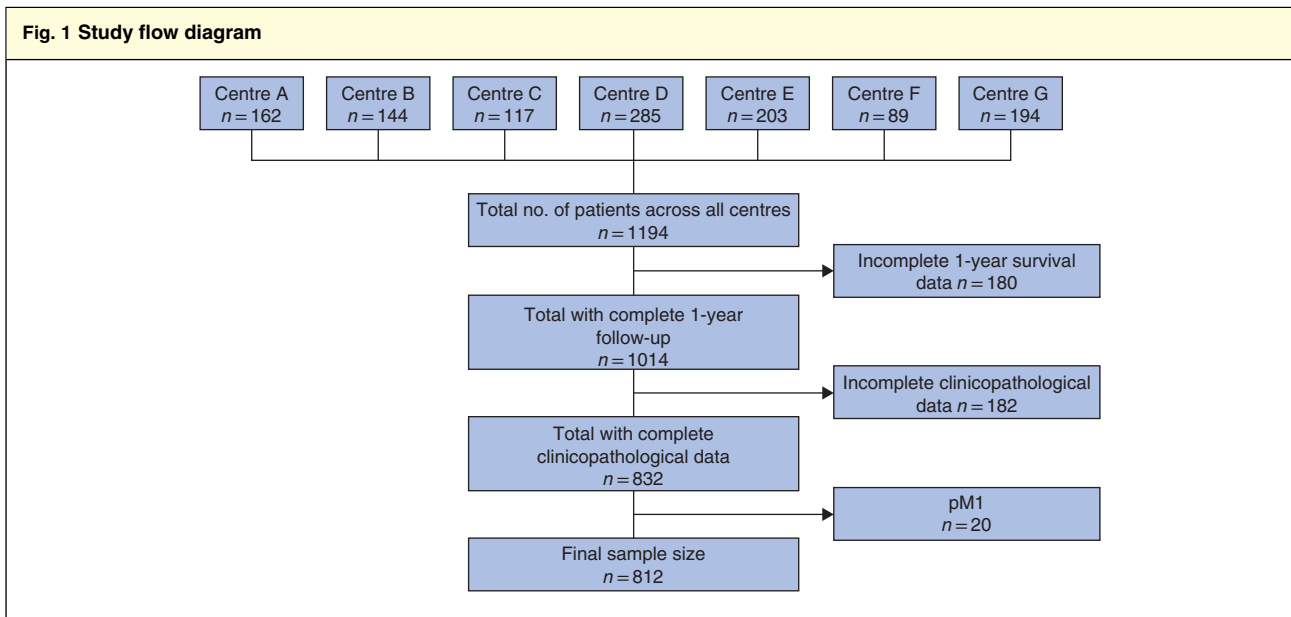 Fig. 1 Study flow diagram
Centre A
n = 162
Centre B
n = 144
Centre C
n = 117
Centre D
n = 285
Centre E
n = 203
Centre F
n = 89
Centre G
n = 194
Total no. of patients across all centres
n = 1194
Incomplete 1-year survival
data n = 180
Total with complete 1-year
follow-up
n = 1014
Incomplete clinicopathological
data n = 182
Total with complete
clinicopathological data
n = 832
pM1
n = 20
Final sample size
n = 812